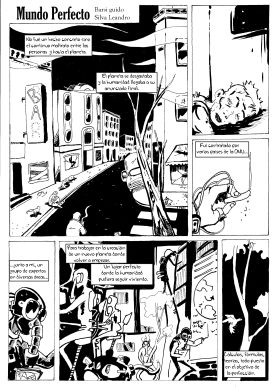 Mundo Perfecto
Barsi guido
Silva Leandro
No fué un hecho concreto sino
el continuo maltrato entre las
personas y hacia el planeta.
El planeta se desgastaba
y la humanidad llegaba a su
anunciado final.
BAR
Fui contratado por
varios países de la ONU...
...junto a mi, un
grupo de expertos
en diversas áreas...
Para trabajar en la creación
de un nuevo planeta donde
volver a empezar.
Un lugar perfecto
donde la humanidad
pudiera seguir viviendo.
Cálculos, fórmulas,
teorías, todo puesto
en el objetivo de
la perfección.